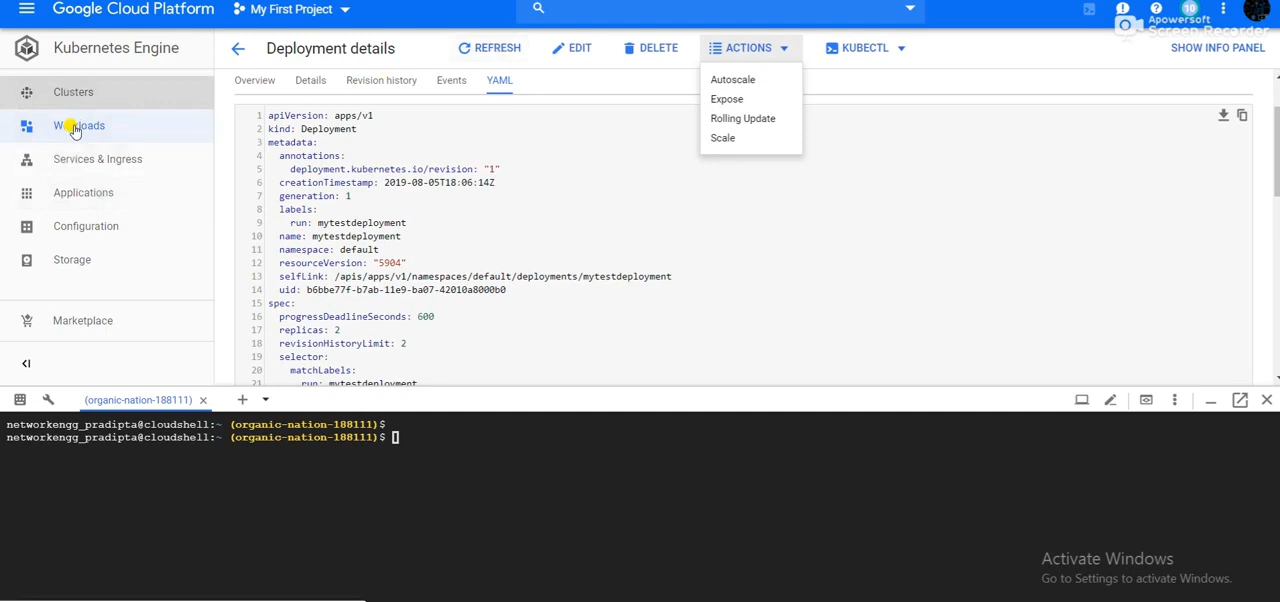 Google Cloud Platform
My First Project
10
Apowersoft
Screen Recorder
Kubernetes Engine
Deployment details
REFRESH
EDIT
DELETE
ACTIONS
KUBECTL
SHOW INFO PANEL
Clusters
Workloads
Services & Ingress
Applications
Configuration
Storage
Marketplace
Overview
Details
Revision history
Events
YAML
Autoscale
Expose
Rolling Update
Scale
1 apiVersion: apps/v1
2 kind: Deployment
3 metadata:
4 annotations:
5 deployment.kubernetes.io/revision: "1"
6 creationTimestamp: 2019-08-05T18:06:14Z
7 generation: 1
8 labels:
9 run: mytestdeployment
10 name: mytestdeployment
11 namespace: default
12 resourceVersion: "5904"
13 selfLink: /apis/apps/v1/namespaces/default/deployments/mytestdeployment
14 uid: b6bbe77f-b7ab-11e9-ba07-42010a8000b0
15 spec:
16 progressDeadlineSeconds: 600
17 replicas: 2
18 revisionHistoryLimit: 2
19 selector:
20 matchLabels:
21 run: mytestdeployment
(organic-nation-188111)
networkengg_pradipta@cloudshell:~ (organic-nation-188111)$
networkengg_pradipta@cloudshell:~ (organic-nation-188111)$
Activate Windows
Go to Settings to activate Windows.